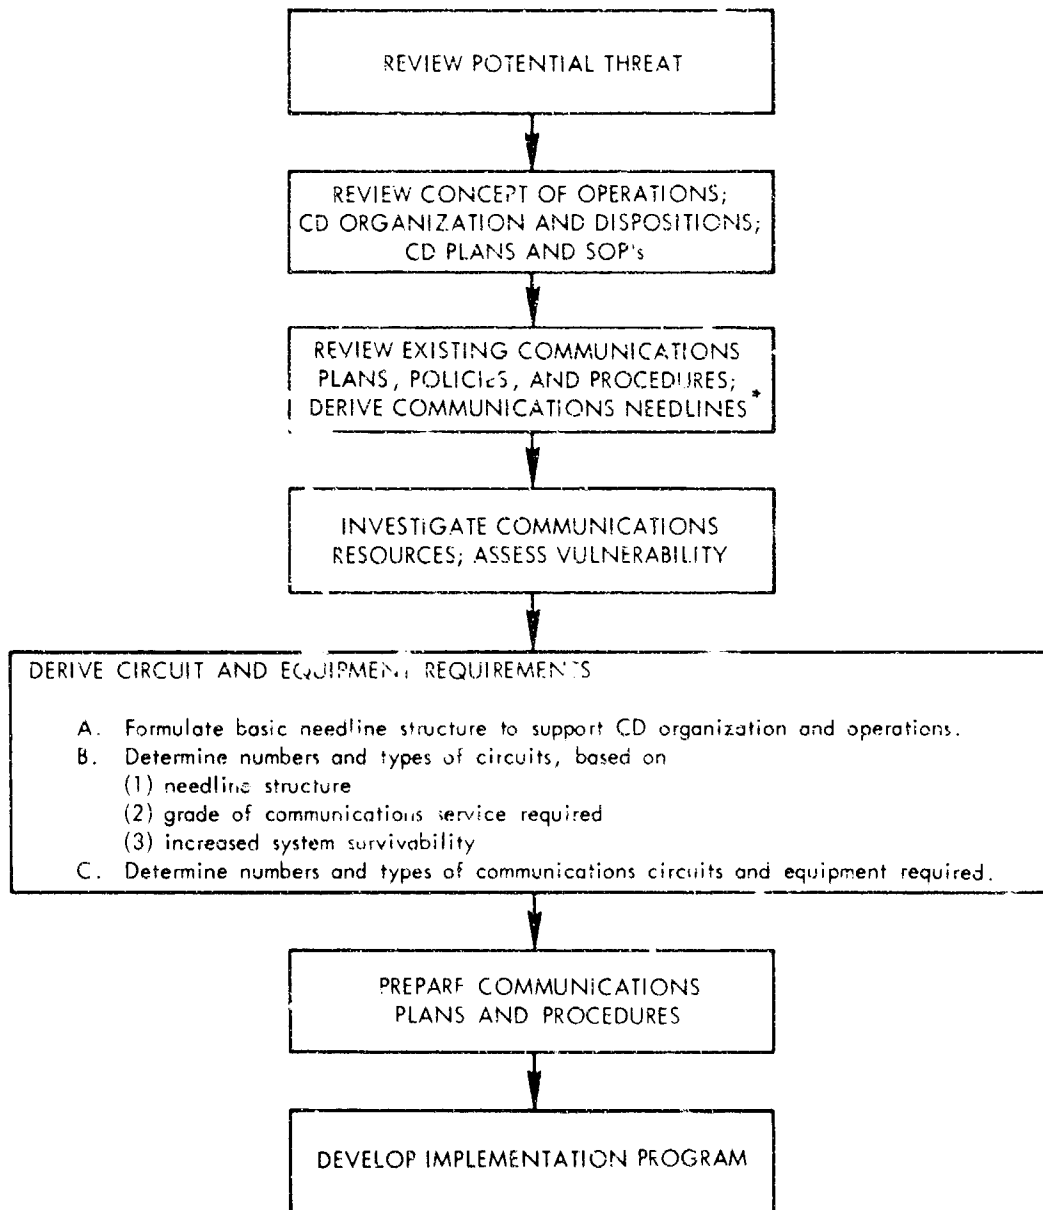 REVIEW POTENTIAL THREAT
REVIEW CONCEPT OF OPERATIONS;
CD ORGANIZATION AND DISPOSITIONS;
CD PLANS AND SOP's
REVIEW EXISTING COMMUNICATIONS
PLANS, POLICIES, AND PROCEDURES;
DERIVE COMMUNICATIONS NEEDLINES*
INVESTIGATE COMMUNICATIONS
RESOURCES; ASSESS VULNERABILITY
DERIVE CIRCUIT AND EQUIPMENT REQUIREMENTS
A. Formulate basic needline structure to support CD organization and operations.
B. Determine numbers and types of circuits, based on
(1) needline structure
(2) grade of communications service required
(3) increased system survivability
C. Determine numbers and types of communications circuits and equipment required.
PREPARE COMMUNICATIONS
PLANS AND PROCEDURES
DEVELOP IMPLEMENTATION PROGRAM